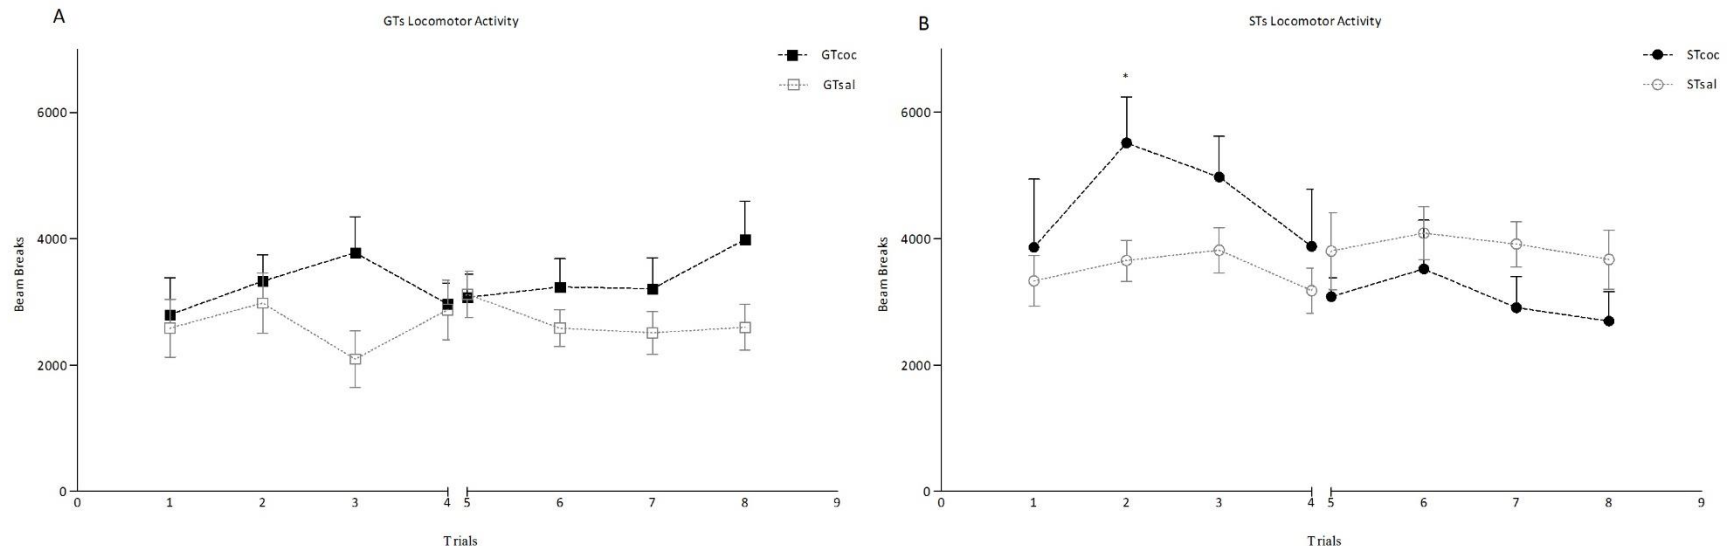 A
GTs Locomotor Activity
GTcoc
GTsal
6000
4000
2000
0
Beam Breaks
0 1 2 3 4 5 6 7 8 9
Trials
B
STs Locomotor Activity
STcoc
STsal
*
6000
4000
2000
0
Beam Breaks
0 1 2 3 4 5 6 7 8 9
Trials